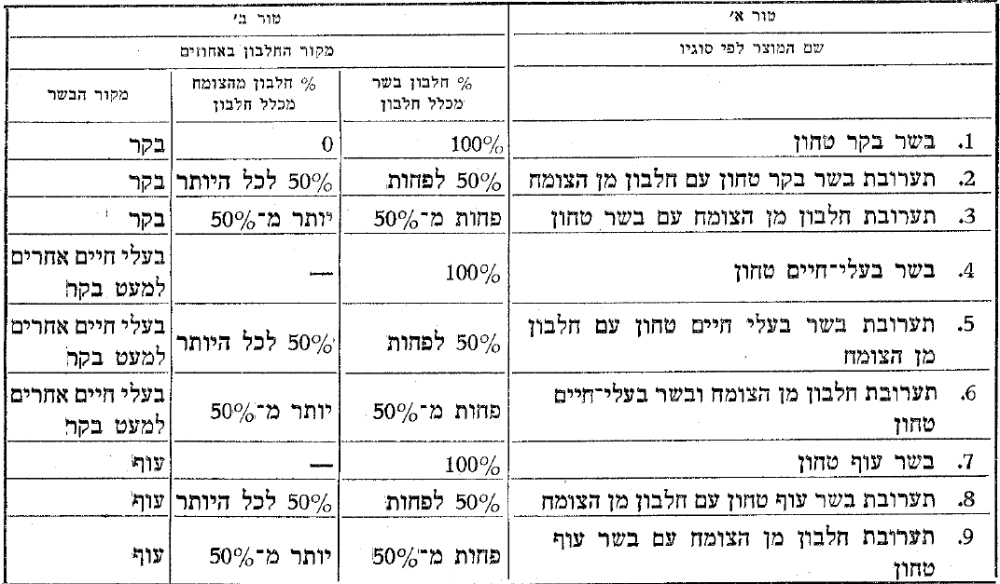 טור א׳ טור ב׳
שם המוצר לפי סוגיו מקור החלבון באחוזים
% חלבון בשר % חלבון מהצומח מקור הבשר
מכלל חלבון מכלל חלבון
1. בשר בקר טחון 100% 0 בקר
2. תערובת בשר בקר טחון עם חלבון מן הצומח 50% לפחות 50% לכל היותר בקר
3. תערובת חלבון מן הצומח עם בשר טחון פחות מ־50% יותר מ־50% בקר
4. בשר בעלי־חיים טחון 100% — בעלי חיים אחרים
למעט בקר
5. תערובת בשר בעלי חיים טחון עם חלבון 50% לפחות 50% לכל היותר בעלי חיים אחרים
מן הצומח למעט בקר
6. תערובת חלבון מן הצומח ובשר בעלי־חיים פחות מ־50% יותר מ־50% בעלי חיים אחרים
טחון למעט בקר
7. בשר עוף טחון 100% — עוף
8. תערובת בשר עוף טחון עם חלבון מן הצומח 50% לפחות 50% לכל היותר עוף
9. תערובת חלבון מן הצומח עם בשר עוף פחות מ־50% יותר מ־50% עוף
טחון